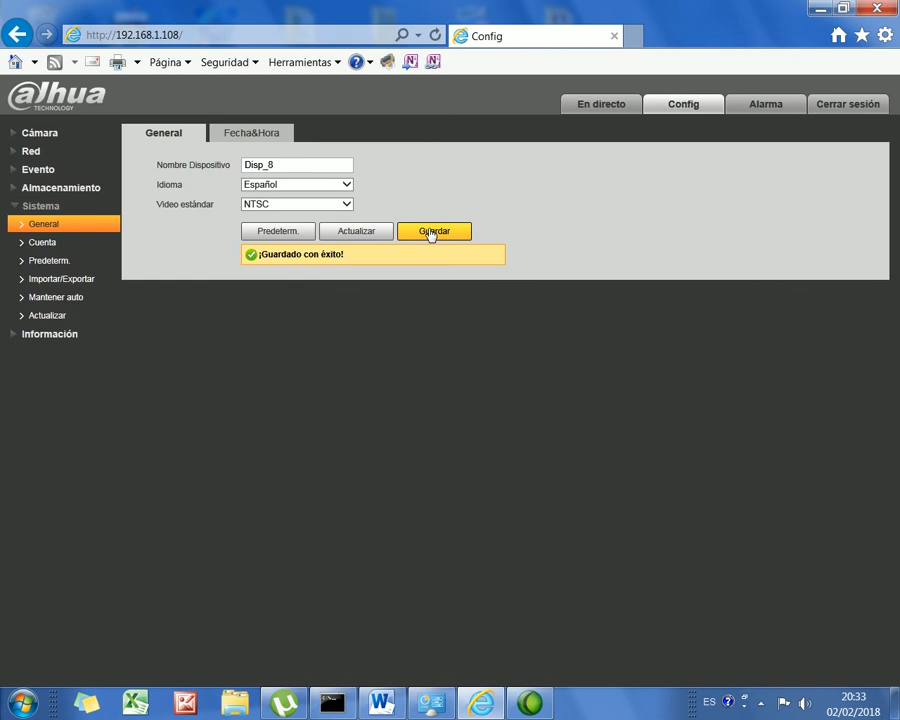 http://192.168.1.108/
Config
Página
Seguridad
Herramientas
alhua
TECHNOLOGY
En directo
Config
Alarma
Cerrar sesión
Cámara
Red
Evento
Almacenamiento
Sistema
General
Cuenta
Predeterm.
Importar/Exportar
Mantener auto
Actualizar
Información
General
Fecha&Hora
Nombre Dispositivo
Disp_8
Idioma
Español
Video estándar
NTSC
Predeterm.
Actualizar
Guardar
¡Guardado con éxito!
ES
20:33
02/02/2018